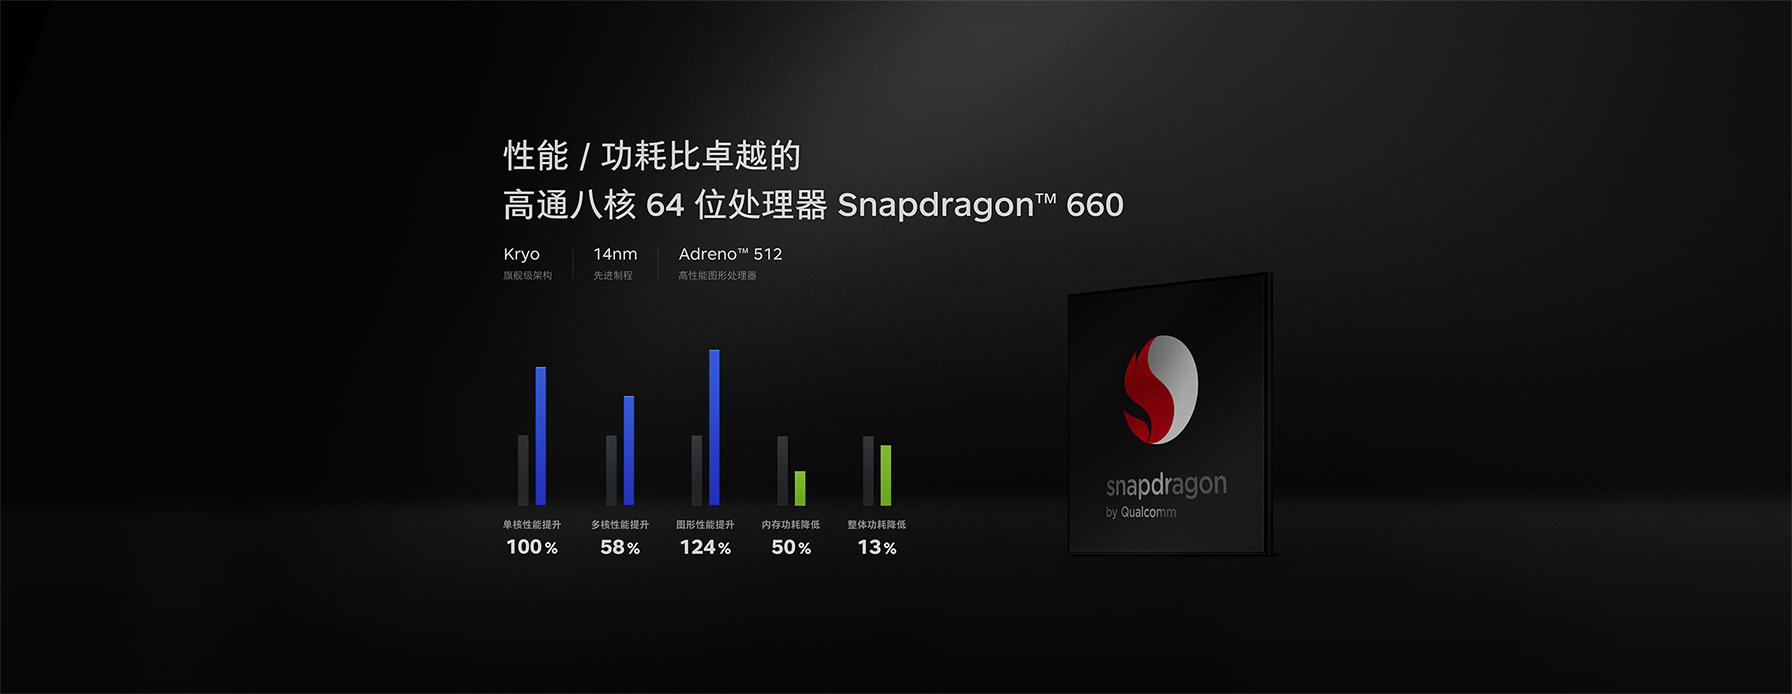 性能 / 功耗比卓越的
高通八核 64 位处理器 Snapdragon™ 660
Kryo 14nm Adreno™ 512
旗舰级架构 先进制程 高性能图形处理器
单核性能提升 多核性能提升 图形性能提升 内存功耗降低 整体功耗降低
100% 58% 124% 50% 13%
snapdragon
by Qualcomm